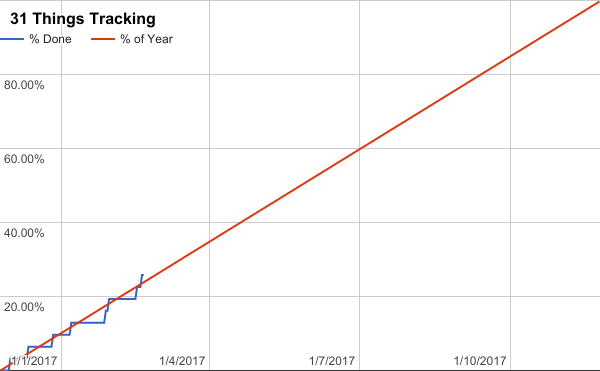 31 Things Tracking
% Done % of Year
80.00%
60.00%
40.00%
20.00%
1/1/2017 1/4/2017 1/7/2017 1/10/2017